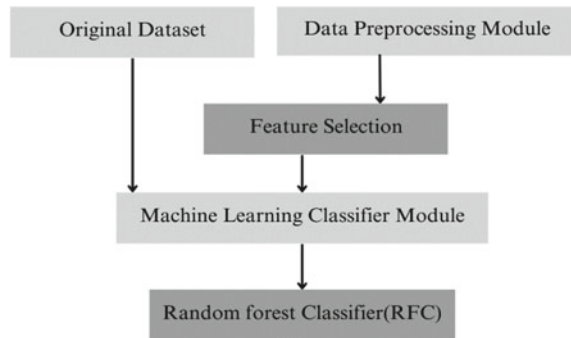 Original Dataset
Data Preprocessing Module
Feature Selection
Machine Learning Classifier Module
Random forest Classifier(RFC)